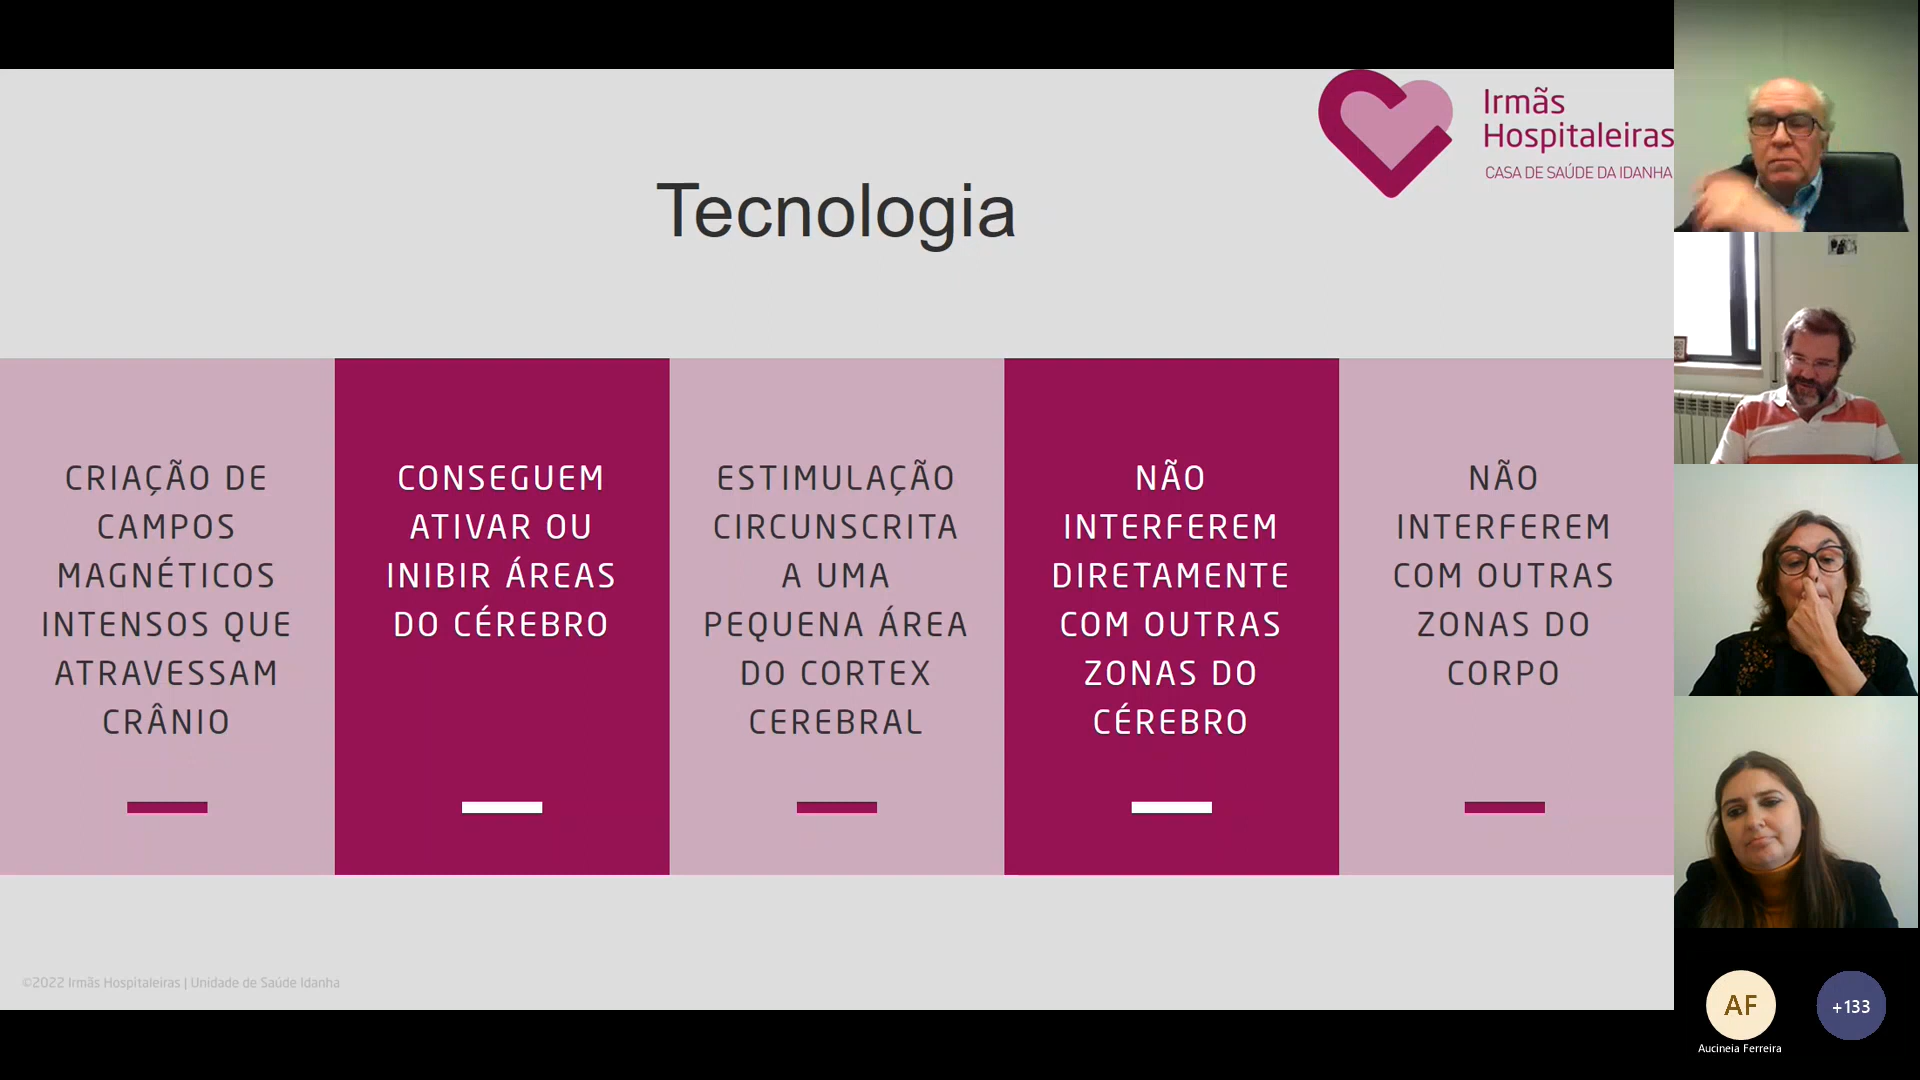 Irmãs
Hospitaleiras
CASA DE SAÚDE DA IDANHA
Tecnologia
CRIAÇÃO DE
CAMPOS
MAGNÉTICOS
INTENSOS QUE
ATRAVESSAM
CRÂNIO
CONSEGUEM
ATIVAR OU
INIBIR ÁREAS
DO CÉREBRO
ESTIMULAÇÃO
CIRCUNSCRITA
A UMA
PEQUENA ÁREA
DO CORTEX
CEREBRAL
NÃO
INTERFEREM
DIRETAMENTE
COM OUTRAS
ZONAS DO
CÉREBRO
NÃO
INTERFEREM
COM OUTRAS
ZONAS DO
CORPO
©2022 Irmãs Hospitaleiras | Unidade de Saúde Idanha
AF
+133
Aucineia Ferreira